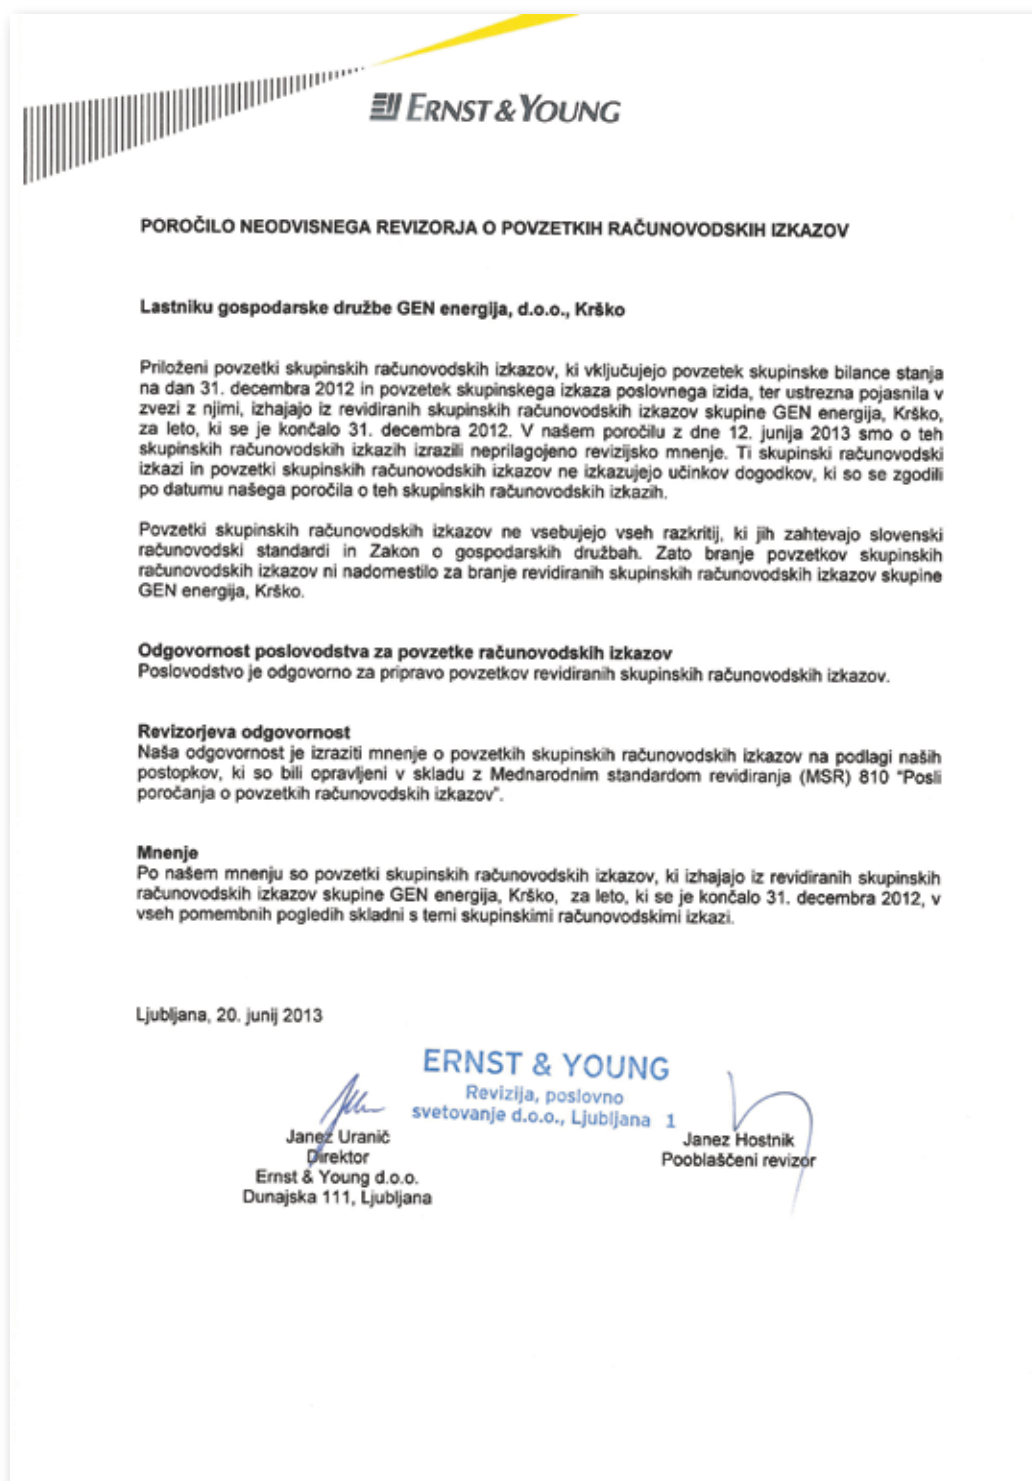 ERNST & YOUNG
POROČILO NEODVISNEGA REVIZORJA O POVZETKIH RAČUNOVODSKIH IZKAZOV
Lastniku gospodarske družbe GEN energija, d.o.o., Krško
Priloženi povzetki skupinskih računovodskih izkazov, ki vključujejo povzetek skupinske bilance stanja
na dan 31. decembra 2012 in povzetek skupinskega izkaza poslovnega izida, ter ustrezna pojasnila v
zvezi z njimi, izhajajo iz revidiranih skupinskih računovodskih izkazov skupine GEN energija, Krško,
za leto, ki se je končalo 31. decembra 2012. V našem poročilu z dne 12. junija 2013 smo o teh
skupinskih računovodskih izkazih izrazili neprilagojeno revizijsko mnenje. Ti skupinski računovodski
izkazi in povzetki skupinskih računovodskih izkazov ne izkazujejo učinkov dogodkov, ki so se zgodili
po datumu našega poročila o teh skupinskih računovodskih izkazih.
Povzetki skupinskih računovodskih izkazov ne vsebujejo vseh razkritij, ki jih zahtevajo slovenski
računovodski standardi in Zakon o gospodarskih družbah. Zato branje povzetkov skupinskih
računovodskih izkazov ni nadomestilo za branje revidiranih skupinskih računovodskih izkazov skupine
GEN energija, Krško.
Odgovornost poslovodstva za povzetke računovodskih izkazov
Poslovodstvo je odgovorno za pripravo povzetkov revidiranih skupinskih računovodskih izkazov.
Revizorjeva odgovornost
Naša odgovornost je izraziti mnenje o povzetkih skupinskih računovodskih izkazov na podlagi naših
postopkov, ki so bili opravljeni v skladu z Mednarodnim standardom revidiranja (MSR) 810 "Posli
poročanja o povzetkih računovodskih izkazov".
Mnenje
Po našem mnenju so povzetki skupinskih računovodskih izkazov, ki izhajajo iz revidiranih skupinskih
računovodskih izkazov skupine GEN energija, Krško, za leto, ki se je končalo 31. decembra 2012, v
vseh pomembnih pogledih skladni s temi skupinskimi računovodskimi izkazi.
Ljubljana, 20. junij 2013
ERNST & YOUNG
Revizija, poslovno
svetovanje d.o.o., Ljubljana 1
Janez Uranič
Direktor
Ernst & Young d.o.o.
Dunajska 111, Ljubljana
Janez Hostnik
Pooblaščeni revizor